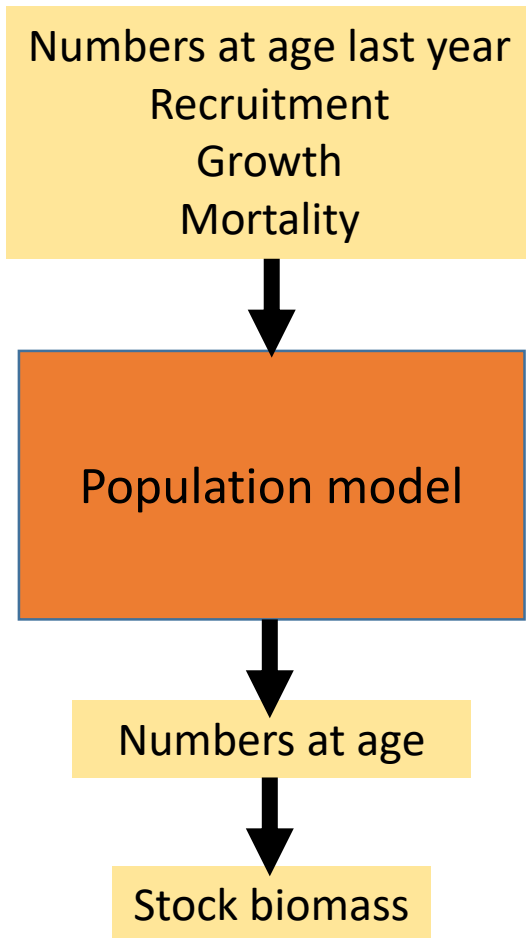 Numbers at age last year
Recruitment
Growth
Mortality
Population model
Numbers at age
Stock biomass